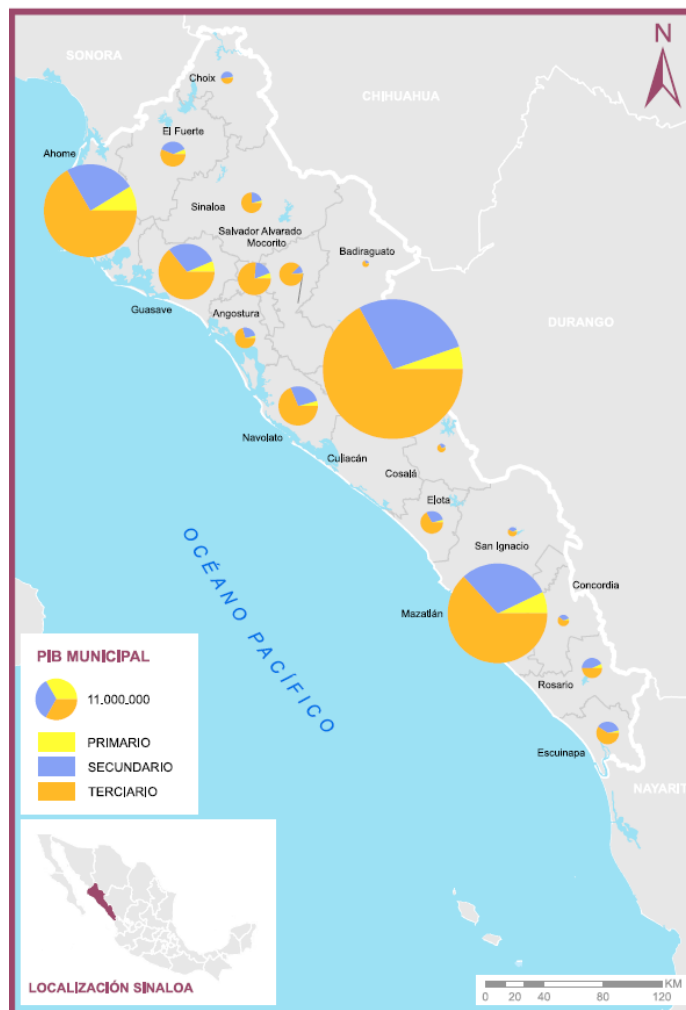 N
SONORA
Choix
CHIHUAHUA
El Fuerte
Ahome
Sinaloa
Salvador Alvarado
Mocorito
Badiraguato
Guasave
Angostura
DURANGO
Navolato
Culiacán
Cosalá
Elota
San Ignacio
Concordia
OCÉANO PACÍFICO
Mazatlán
Rosario
Escuinapa
NAYARIT
PIB MUNICIPAL
11,000,000
PRIMARIO
SECUNDARIO
TERCIARIO
LOCALIZACIÓN SINALOA
KM
0 20 40 80 120